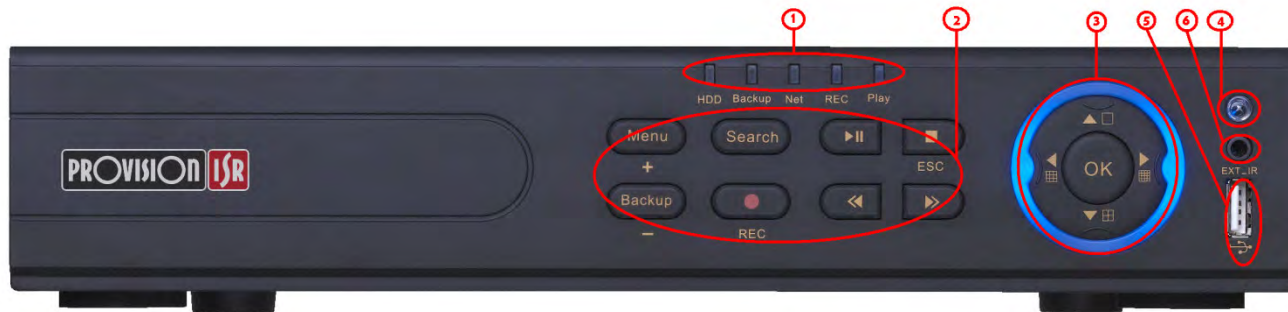 1 2 3 5 6 4
HDD Backup Net REC Play
Menu Search
+ ESC
OK
EXT_IR
PROVISION ISR
Backup
- REC